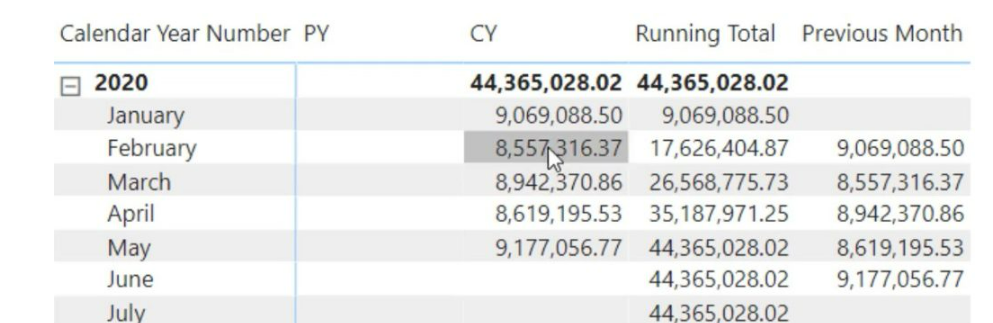 Calendar Year Number PY CY Running Total Previous Month
2020 44,365,028.02 44,365,028.02
January 9,069,088.50 9,069,088.50
February 8,557,316.37 17,626,404.87 9,069,088.50
March 8,942,370.86 26,568,775.73 8,557,316.37
April 8,619,195.53 35,187,971.25 8,942,370.86
May 9,177,056.77 44,365,028.02 8,619,195.53
June 44,365,028.02 9,177,056.77
July 44,365,028.02